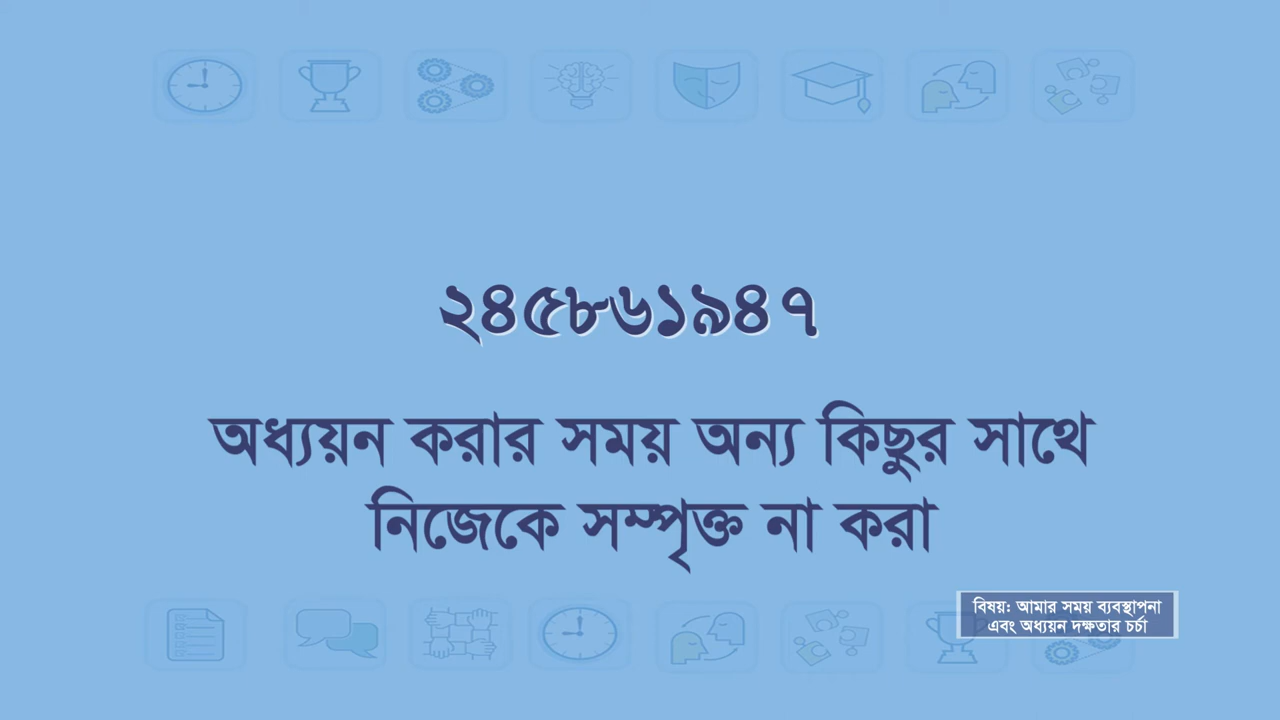 ২৪৫৮৬১৯৪৭
অধ্যয়ন করার সময় অন্য কিছুর সাথে
নিজেকে সম্পৃক্ত না করা
বিষয়: আমার সময় ব্যবস্থাপনা
এবং অধ্যয়ন দক্ষতার চর্চা